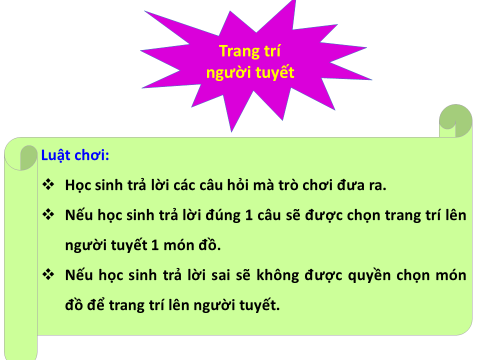 Trang trí
người tuyết
Luật chơi:
❖ Học sinh trả lời các câu hỏi mà trò chơi đưa ra.
❖ Nếu học sinh trả lời đúng 1 câu sẽ được chọn trang trí lên
người tuyết 1 món đồ.
❖ Nếu học sinh trả lời sai sẽ không được quyền chọn món
đồ để trang trí lên người tuyết.